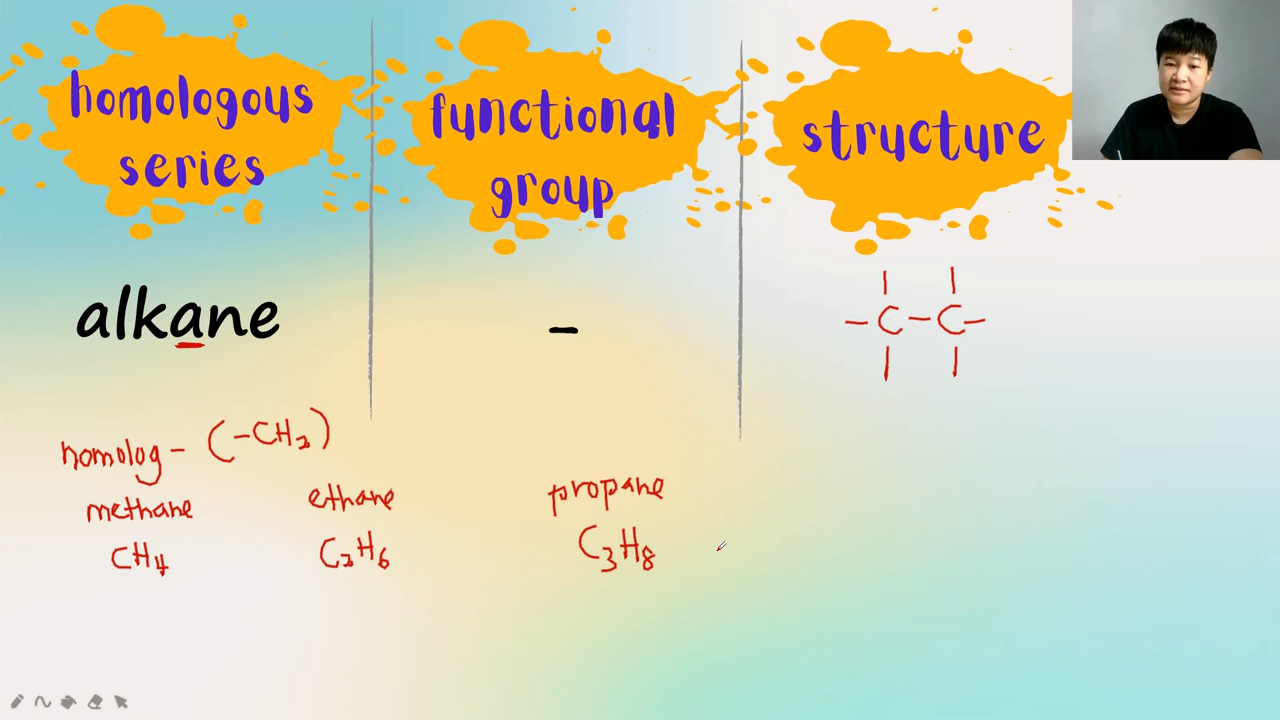 homologous
series
functional
group
structure
alkane
-
-C-C-
homolog - (-CH₂)
methane
ethane
propane
CH₄
C₂H₆
C₃H₈